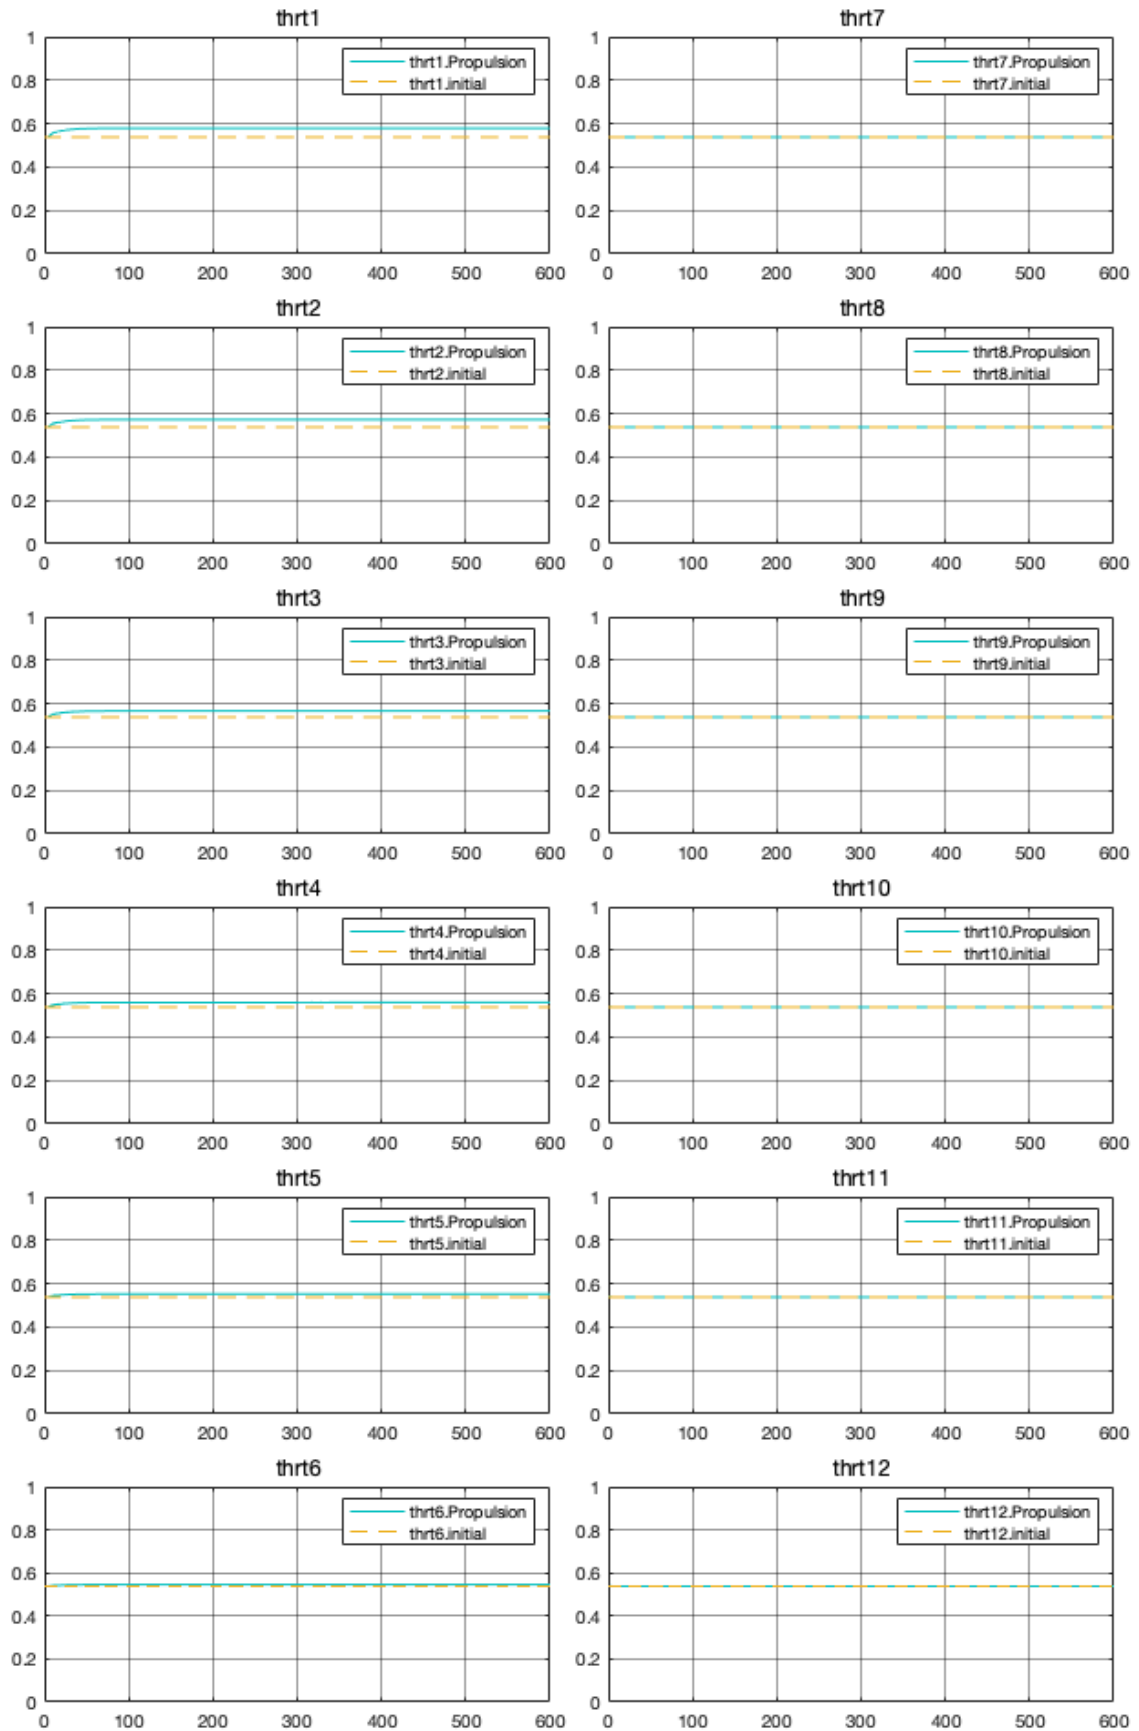 thrt1
1
0.8
0.6
0.4
0.2
0
0 100 200 300 400 500 600
thrt1.Propulsion
thrt1.initial
thrt7
1
0.8
0.6
0.4
0.2
0
0 100 200 300 400 500 600
thrt7.Propulsion
thrt7.initial
thrt2
1
0.8
0.6
0.4
0.2
0
0 100 200 300 400 500 600
thrt2.Propulsion
thrt2.initial
thrt8
1
0.8
0.6
0.4
0.2
0
0 100 200 300 400 500 600
thrt8.Propulsion
thrt8.initial
thrt3
1
0.8
0.6
0.4
0.2
0
0 100 200 300 400 500 600
thrt3.Propulsion
thrt3.initial
thrt9
1
0.8
0.6
0.4
0.2
0
0 100 200 300 400 500 600
thrt9.Propulsion
thrt9.initial
thrt4
1
0.8
0.6
0.4
0.2
0
0 100 200 300 400 500 600
thrt4.Propulsion
thrt4.initial
thrt10
1
0.8
0.6
0.4
0.2
0
0 100 200 300 400 500 600
thrt10.Propulsion
thrt10.initial
thrt5
1
0.8
0.6
0.4
0.2
0
0 100 200 300 400 500 600
thrt5.Propulsion
thrt5.initial
thrt11
1
0.8
0.6
0.4
0.2
0
0 100 200 300 400 500 600
thrt11.Propulsion
thrt11.initial
thrt6
1
0.8
0.6
0.4
0.2
0
0 100 200 300 400 500 600
thrt6.Propulsion
thrt6.initial
thrt12
1
0.8
0.6
0.4
0.2
0
0 100 200 300 400 500 600
thrt12.Propulsion
thrt12.initial